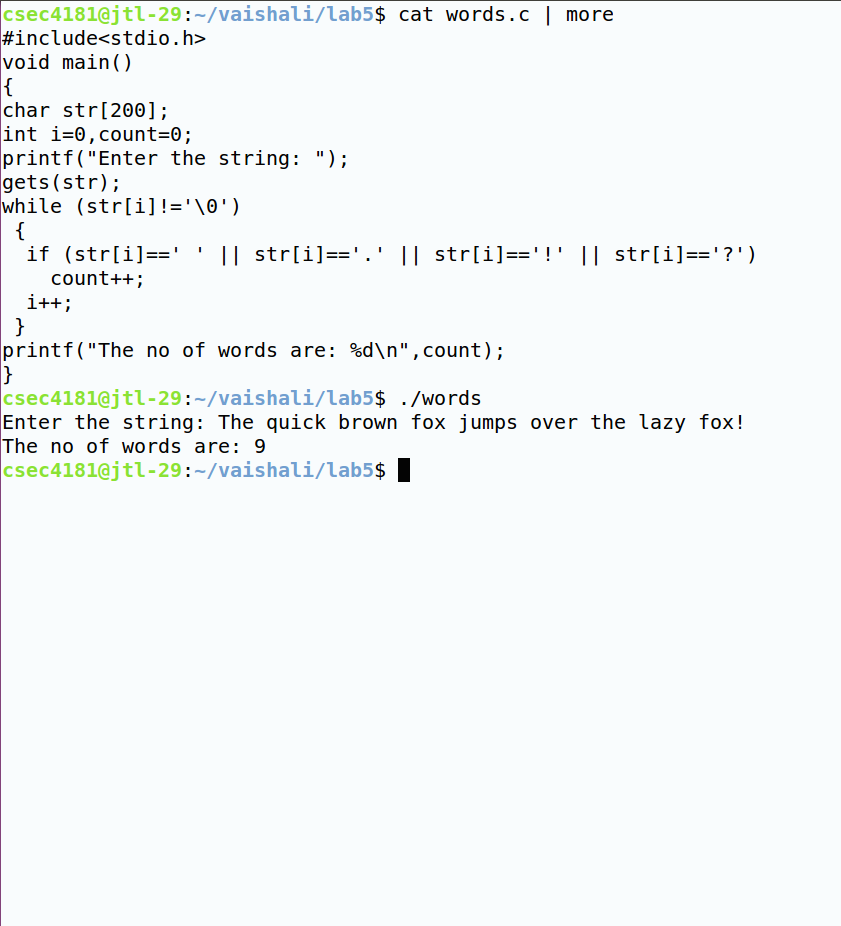 csec4181@jtl-29:~/vaishali/lab5$ cat words.c | more
#include<stdio.h>
void main()
{
char str[200];
int i=0,count=0;
printf("Enter the string: ");
gets(str);
while (str[i]!='\0')
 {
  if (str[i]==' ' || str[i]=='.' || str[i]=='!' || str[i]=='?')
    count++;
  i++;
 }
printf("The no of words are: %d\n",count);
}
csec4181@jtl-29:~/vaishali/lab5$ ./words
Enter the string: The quick brown fox jumps over the lazy fox!
The no of words are: 9
csec4181@jtl-29:~/vaishali/lab5$